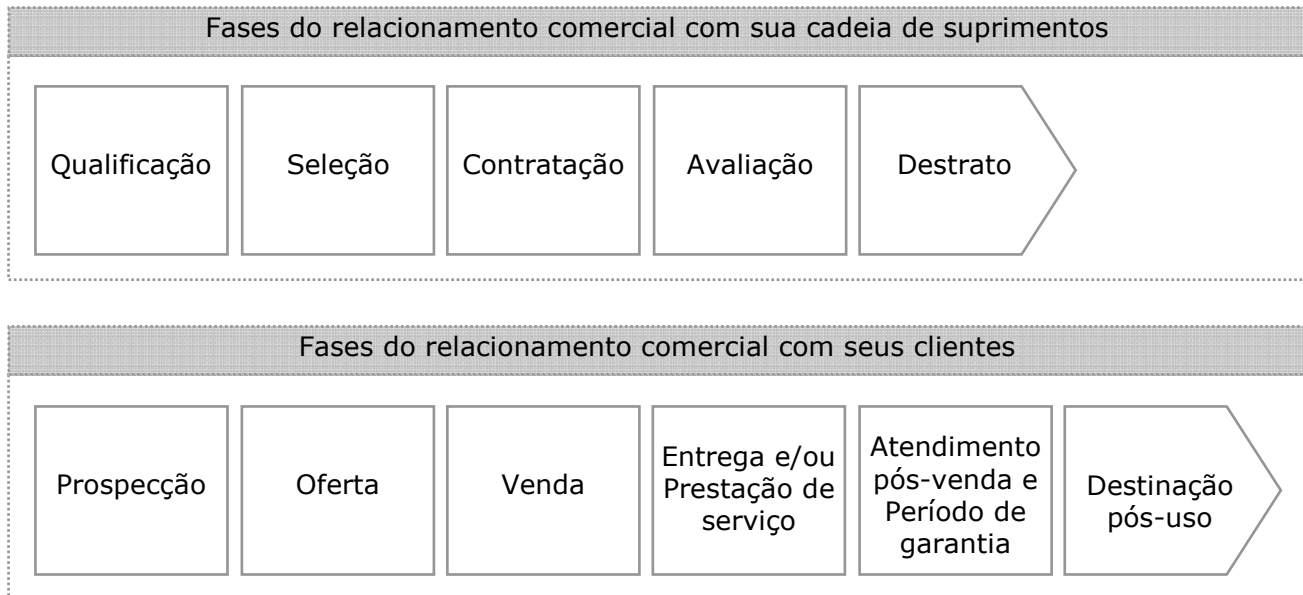 Fases do relacionamento comercial com sua cadeia de suprimentos
Qualificação
Seleção
Contratação
Avaliação
Destrato
Fases do relacionamento comercial com seus clientes
Prospecção
Oferta
Venda
Entrega e/ou
Prestação de
serviço
Atendimento
pós-venda e
Período de
garantia
Destinação
pós-uso